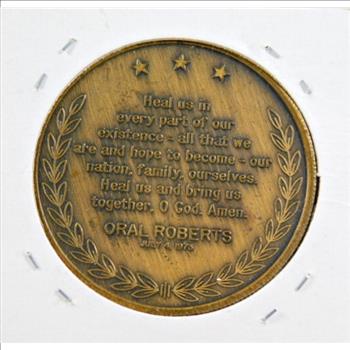 Heal us in
every part of our
existence - all that we
are and hope to become - our
nation, family, ourselves.
Heal us and bring us
together, O God. Amen.
ORAL ROBERTS
JULY 4 1973